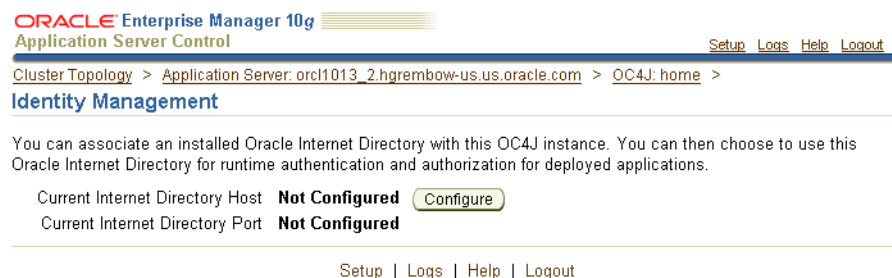 ORACLE Enterprise Manager 10g
Application Server Control
Setup Logs Help Logout
Cluster Topology > Application Server: orcl1013_2.hgrembow-us.us.oracle.com > OC4J: home >
Identity Management
You can associate an installed Oracle Internet Directory with this OC4J instance. You can then choose to use this
Oracle Internet Directory for runtime authentication and authorization for deployed applications.
Current Internet Directory Host Not Configured Configure
Current Internet Directory Port Not Configured
Setup | Logs | Help | Logout